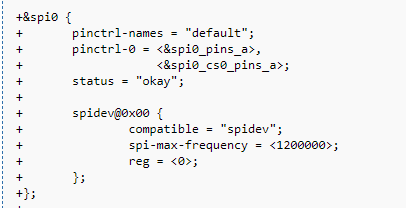 +&spi0 {
+       pinctrl-names = "default";
+       pinctrl-0 = <&spi0_pins_a>,
+                   <&spi0_cs0_pins_a>;
+       status = "okay";
+
+       spidev@0x00 {
+               compatible = "spidev";
+               spi-max-frequency = <1200000>;
+               reg = <0>;
+       };
+};